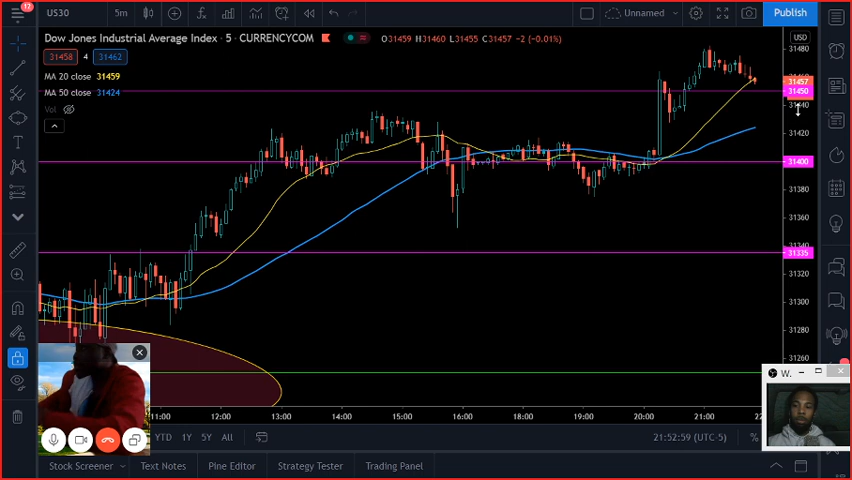 12
US30
5m
Unnamed
Publish
Dow Jones Industrial Average Index · 5 · CURRENCYCOM
O31459 H31460 L31455 C31457 −2 (−0.01%)
31458 4 31462
MA 20 close 31459
MA 50 close 31424
Vol
USD
31480
31457
31450
31440
31420
31400
31380
31360
31340
31335
31320
31300
31280
31260
W...
11:00 12:00 13:00 14:00 15:00 16:00 17:00 18:00 19:00 20:00 21:00 22
YTD 1Y 5Y All
21:52:59 (UTC-5)
%
Stock Screener Text Notes Pine Editor Strategy Tester Trading Panel